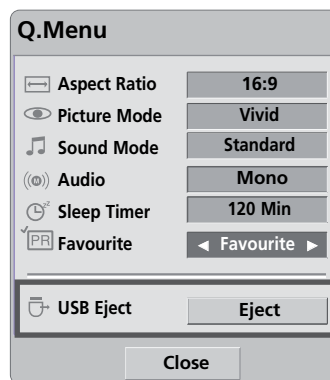 Q.Menu
Aspect Ratio 16:9
Picture Mode Vivid
Sound Mode Standard
Audio Mono
Sleep Timer 120 Min
PR Favourite ◄ Favourite ►
USB Eject Eject
Close